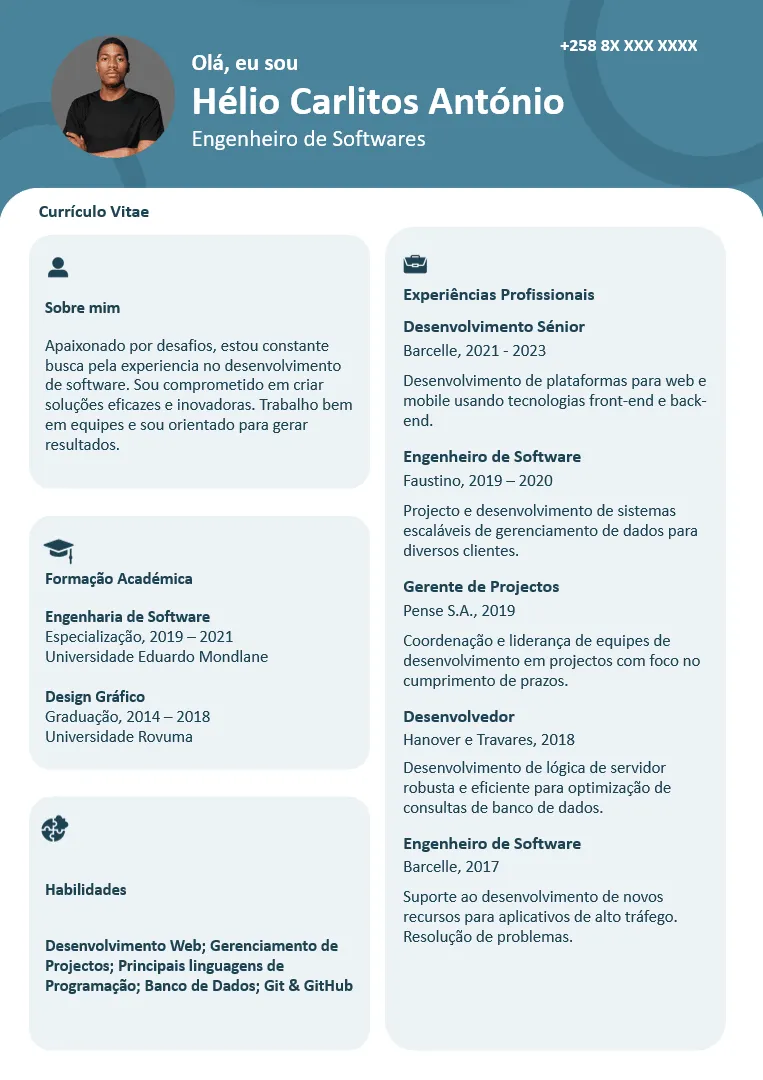 +258 8X XXX XXXX
Olá, eu sou
Hélio Carlitos António
Engenheiro de Softwares
Currículo Vitae
Sobre mim
Apaixonado por desafios, estou constante
busca pela experiencia no desenvolvimento
de software. Sou comprometido em criar
soluções eficazes e inovadoras. Trabalho bem
em equipes e sou orientado para gerar
resultados.
Formação Académica
Engenharia de Software
Especialização, 2019 – 2021
Universidade Eduardo Mondlane
Design Gráfico
Graduação, 2014 – 2018
Universidade Rovuma
Habilidades
Desenvolvimento Web; Gerenciamento de
Projectos; Principais linguagens de
Programação; Banco de Dados; Git & GitHub
Experiências Profissionais
Desenvolvimento Sénior
Barcelle, 2021 - 2023
Desenvolvimento de plataformas para web e
mobile usando tecnologias front-end e back-
end.
Engenheiro de Software
Faustino, 2019 – 2020
Projecto e desenvolvimento de sistemas
escaláveis de gerenciamento de dados para
diversos clientes.
Gerente de Projectos
Pense S.A., 2019
Coordenação e liderança de equipes de
desenvolvimento em projectos com foco no
cumprimento de prazos.
Desenvolvedor
Hanover e Travares, 2018
Desenvolvimento de lógica de servidor
robusta e eficiente para optimização de
consultas de banco de dados.
Engenheiro de Software
Barcelle, 2017
Suporte ao desenvolvimento de novos
recursos para aplicativos de alto tráfego.
Resolução de problemas.